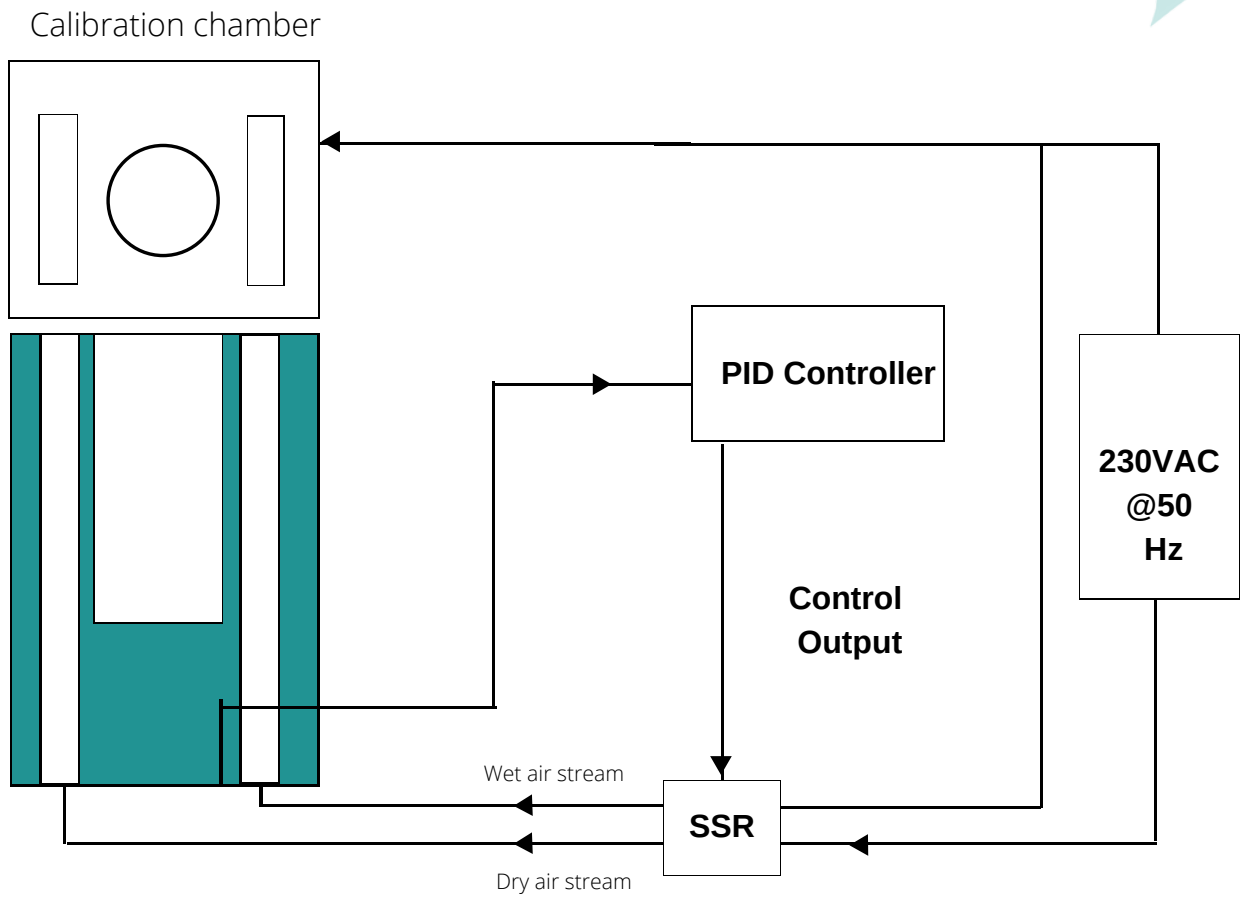 Calibration chamber
PID Controller
230VAC
@50
Hz
Control
Output
Wet air stream
SSR
Dry air stream